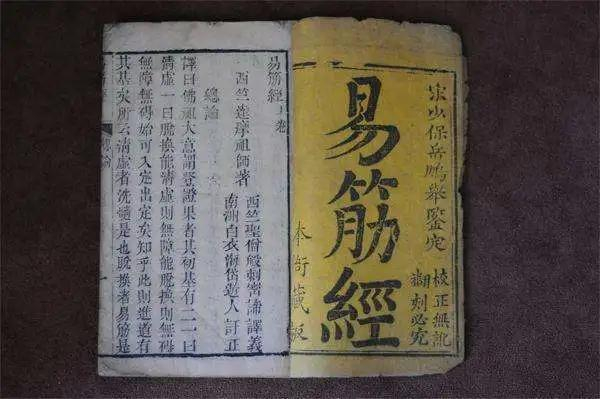 宋少保岳鵬舉鑒定
校正無訛
翻刻必究
易筋經
本衙藏版
易筋經上卷
西竺達摩祖師著
西竺聖僧般刺密諦譯義
南洲白衣人訂正
總論
譯曰佛祖大意謂登證果者其初基有二一曰
清虛一曰脫換能清虛則無障能脫換則無碍
無障無碍始可入定出定矣知乎此則進道有
其基矣所云清虛者洗髓是也脫換者易筋是
總論